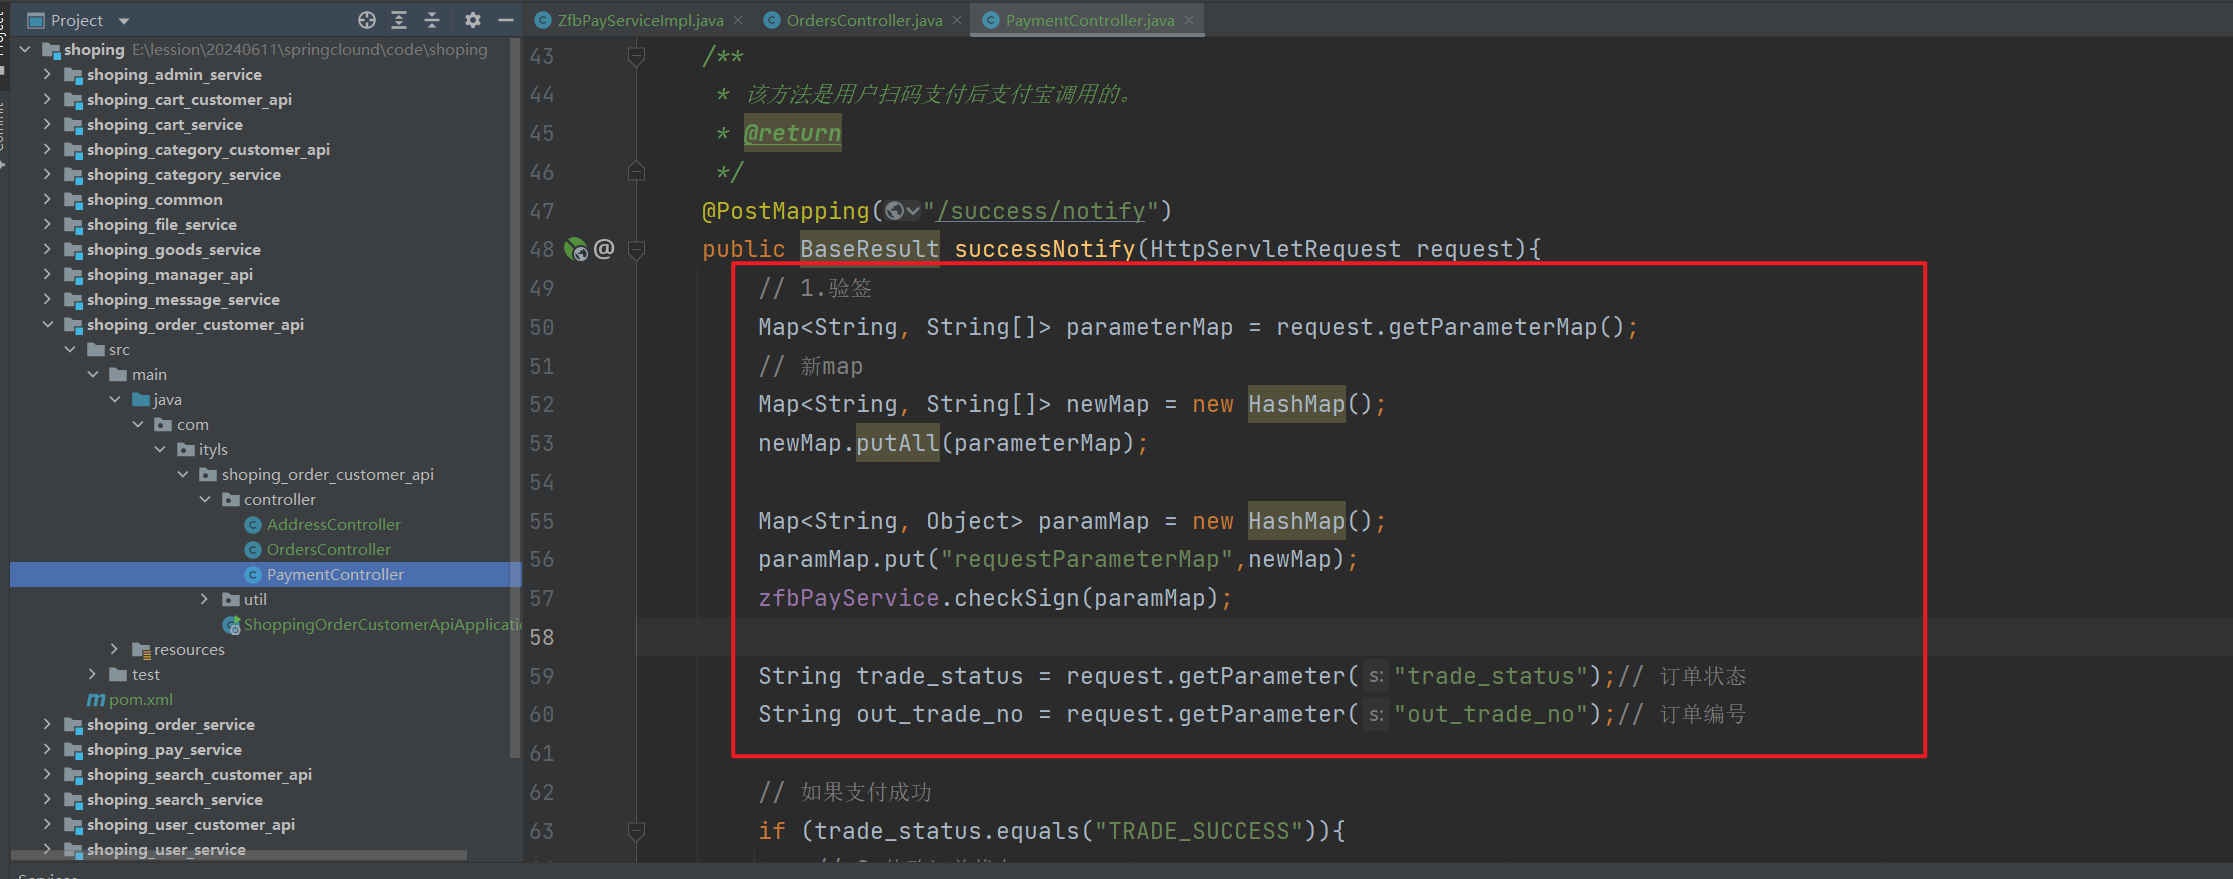 Project
ZfbPayServiceImpl.java
OrdersController.java
PaymentController.java
shoping E:\lession\20240611\springclound\code\shoping
shoping_admin_service
shoping_cart_customer_api
shoping_cart_service
shoping_category_customer_api
shoping_category_service
shoping_common
shoping_file_service
shoping_goods_service
shoping_manager_api
shoping_message_service
shoping_order_customer_api
src
main
java
com
ityls
shoping_order_customer_api
controller
AddressController
OrdersController
PaymentController
util
ShoppingOrderCustomerApiApplicatio
resources
test
pom.xml
shoping_order_service
shoping_pay_service
shoping_search_customer_api
shoping_search_service
shoping_user_customer_api
shoping_user_service
43 /**
44 * 该方法是用户扫码支付后支付宝调用的。
45 * @return
46 */
47 @PostMapping("/success/notify")
48 public BaseResult successNotify(HttpServletRequest request){
49 // 1.验签
50 Map<String, String[]> parameterMap = request.getParameterMap();
51 // 新map
52 Map<String, String[]> newMap = new HashMap();
53 newMap.putAll(parameterMap);
54
55 Map<String, Object> paramMap = new HashMap();
56 paramMap.put("requestParameterMap",newMap);
57 zfbPayService.checkSign(paramMap);
58
59 String trade_status = request.getParameter( s: "trade_status");// 订单状态
60 String out_trade_no = request.getParameter( s: "out_trade_no");// 订单编号
61
62 // 如果支付成功
63 if (trade_status.equals("TRADE_SUCCESS")){